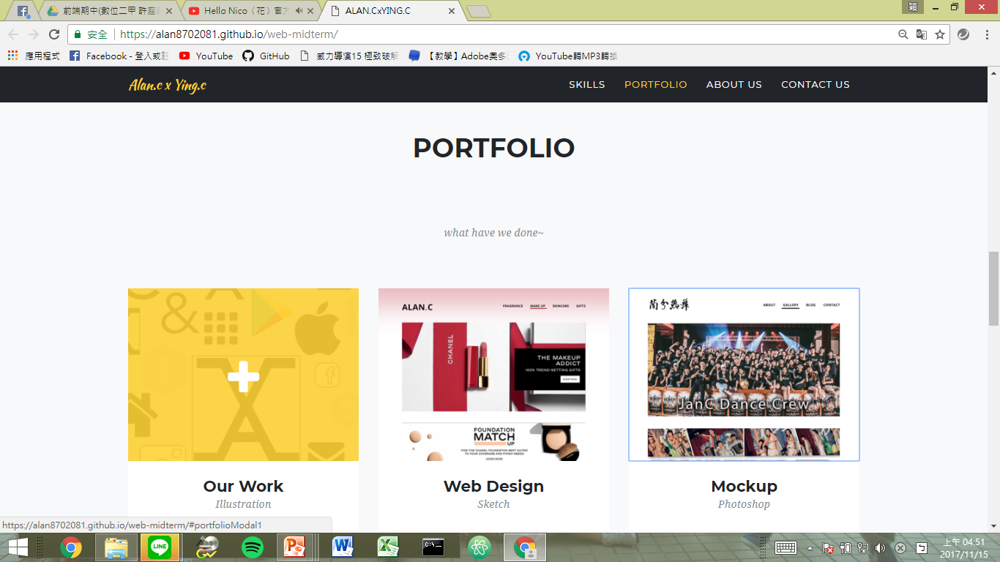 前端期中(數位二甲 許庭
Hello Nico〈花〉官方
ALAN.CxYING.C
穎
安全
https://alan8702081.github.io/web-midterm/
應用程式
Facebook - 登入或註
YouTube
GitHub
威力導演15 極致破解
【教學】Adobe奧多
YouTube轉MP3轉換
Alan.c x Ying.c
SKILLS
PORTFOLIO
ABOUT US
CONTACT US
PORTFOLIO
what have we done~
ALAN.C
FRAGRANCE
MAKE UP
SKINCARE
GIFTS
CHANEL
THE MAKEUP
ADDICT
100% TREND-SETTING GIFTS
SHOP NOW
FOUNDATION
MATCH
UP
FIND THE CHANEL FOUNDATION BEST SUITED
TO YOUR COVERAGE AND FINISH NEEDS
LEARN MORE
ABOUT
GALLERY
BLOG
CONTACT
JanC Dance Crew
Our Work
Illustration
Web Design
Sketch
Mockup
Photoshop
https://alan8702081.github.io/web-midterm/#portfolioModal1
LINE
上午 04:51
2017/11/15